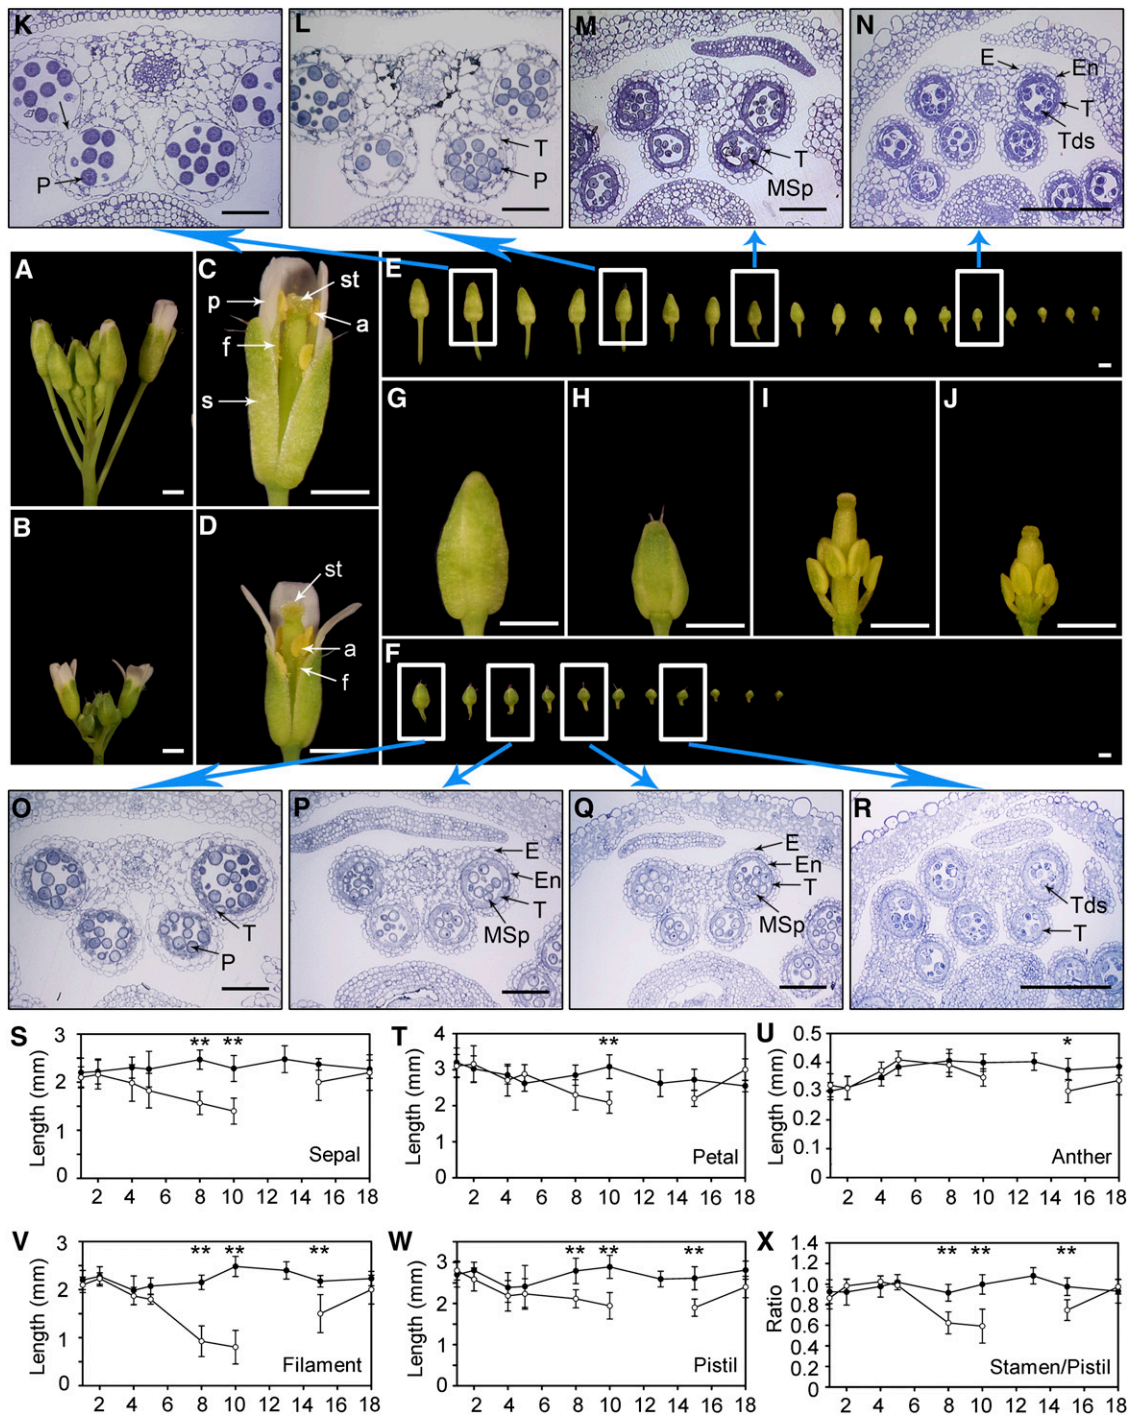 K
P
L
T
P
M
T
MSp
N
E
En
T
Tds
A
B
C
p
st
a
f
s
D
st
a
f
E
G
H
I
J
F
O
T
P
P
E
En
T
MSp
Q
E
En
T
MSp
R
Tds
T
S
Length (mm)
3
2
1
0
** **
Sepal
2 4 6 8 10 12 14 16 18
T
Length (mm)
4
3
2
1
0
**
Petal
2 4 6 8 10 12 14 16 18
U
Length (mm)
0.5
0.4
0.3
0.2
0.1
0
*
Anther
2 4 6 8 10 12 14 16 18
V
Length (mm)
3
2
1
0
** ** **
Filament
2 4 6 8 10 12 14 16 18
W
Length (mm)
3
2
1
0
** ** **
Pistil
2 4 6 8 10 12 14 16 18
X
Ratio
1.4
1.2
1.0
0.8
0.6
0.4
0.2
0
** ** **
Stamen/Pistil
2 4 6 8 10 12 14 16 18